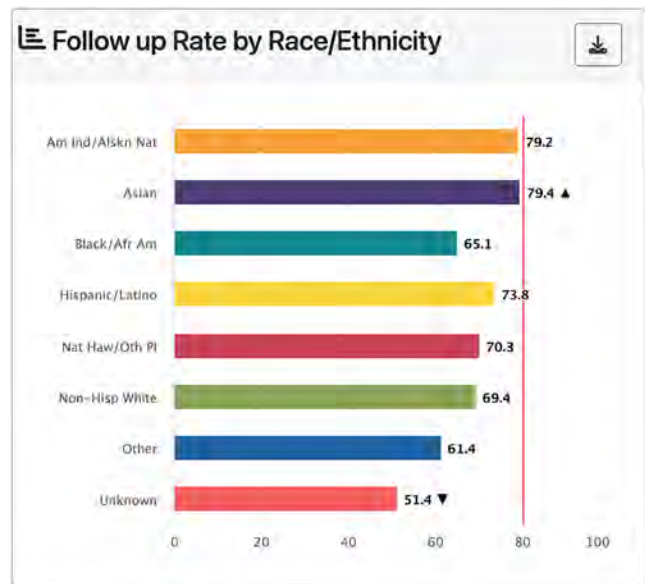 Follow up Rate by Race/Ethnicity
Am Ind/Alskn Nat 79.2
Asian 79.4 ▲
Black/Afr Am 65.1
Hispanic/Latino 73.8
Nat Haw/Oth PI 70.3
Non-Hisp White 69.4
Other 61.4
Unknown 51.4 ▼
0 20 40 60 80 100